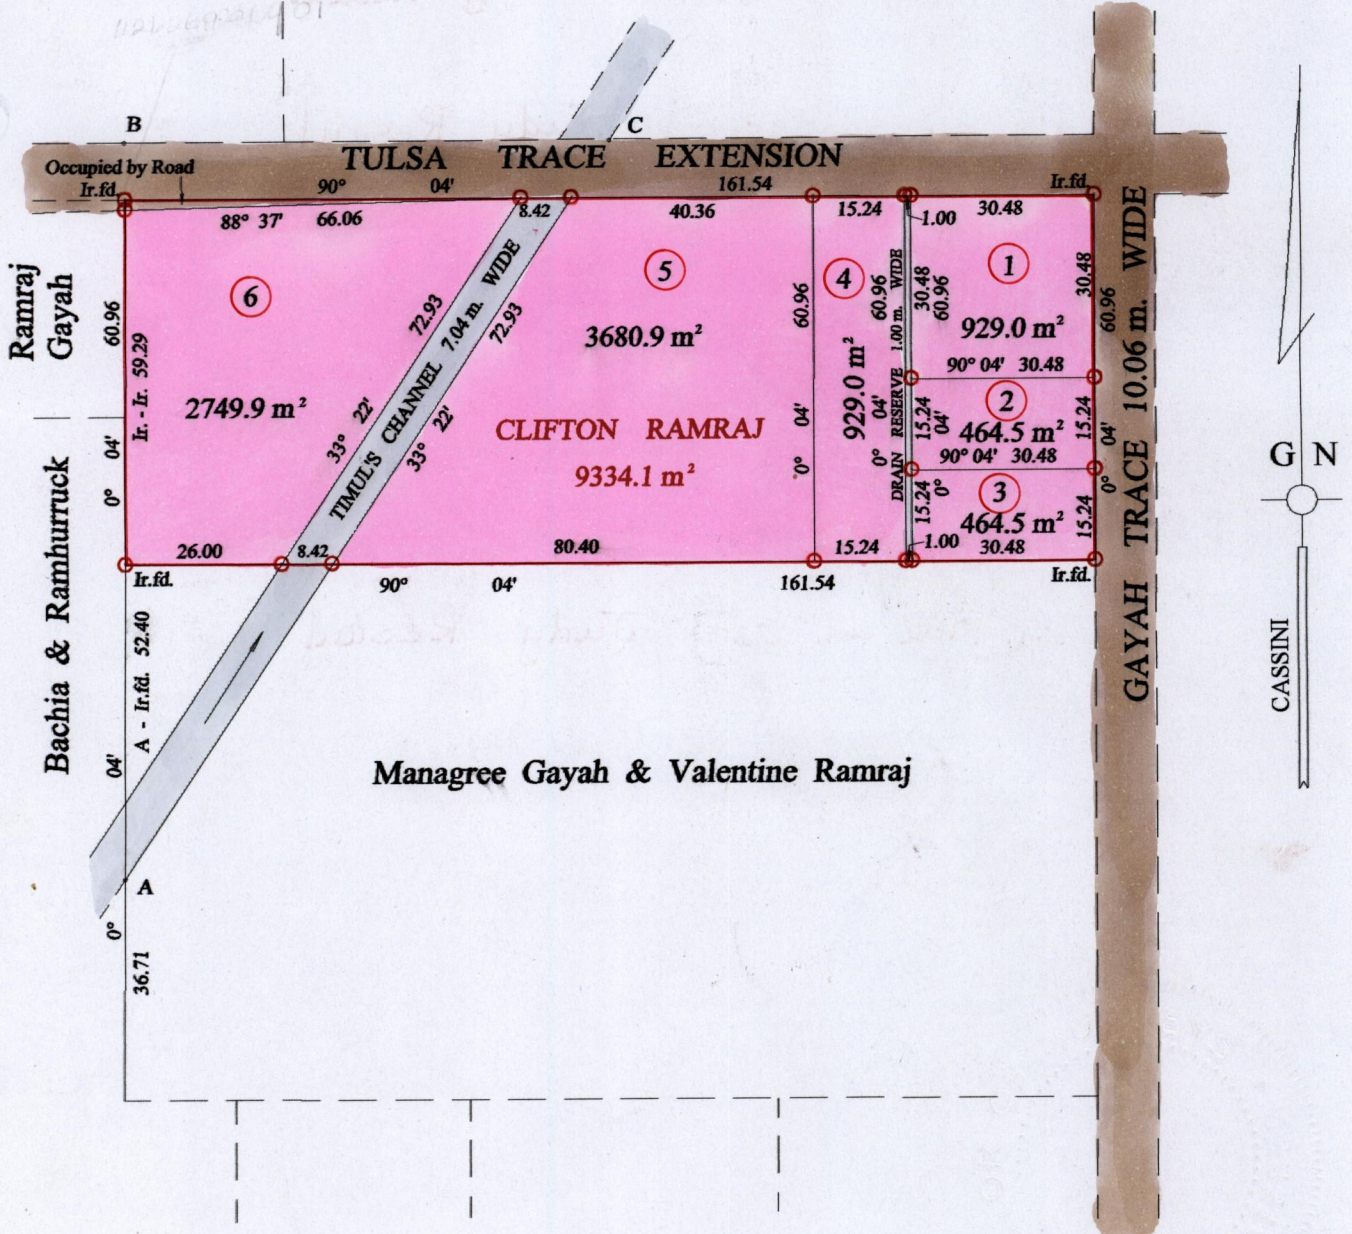 B
C
Occupied by Road
TULSA TRACE EXTENSION
Ir.fd.
90° 04'
161.54
Ir.fd.
88° 37' 66.06
8.42
40.36
15.24
1.00
30.48
Ramraj
Gayah
60.96
Ir. - Ir. 59.29
0° 04'
6
2749.9 m²
72.93
33° 22'
TIMUL'S CHANNEL 7.04 m. WIDE
72.93
33° 22'
5
3680.9 m²
CLIFTON RAMRAJ
9334.1 m²
60.96
0° 04'
4
929.0 m²
60.96
0° 04'
DRAIN RESERVE 1.00 m. WIDE
30.48
60.96
0° 04'
1
929.0 m²
30.48
90° 04' 30.48
2
464.5 m²
15.24
15.24
90° 04' 30.48
3
464.5 m²
15.24
15.24
60.96
0° 04'
GAYAH TRACE 10.06 m. WIDE
26.00
8.42
80.40
15.24
1.00
30.48
Ir.fd.
90° 04'
161.54
Ir.fd.
Bachia & Ramhurruck
A - Ir.fd. 52.40
0° 04'
A
36.71
Managree Gayah & Valentine Ramraj
G N
CASSINI